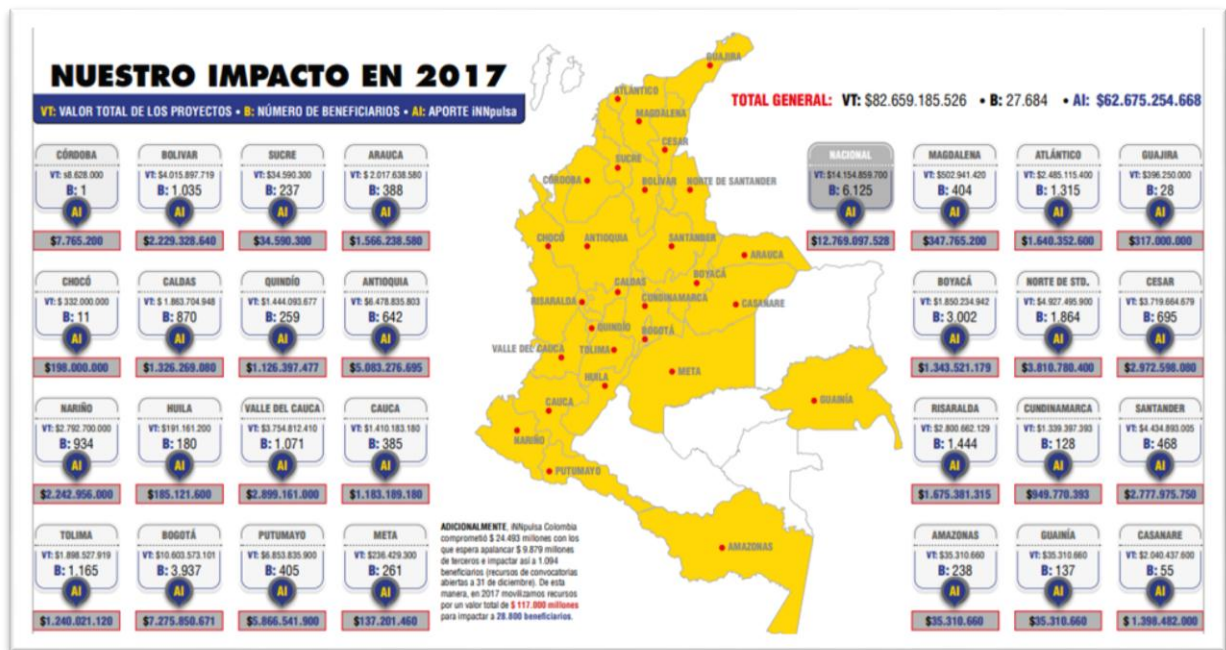 NUESTRO IMPACTO EN 2017
VT: VALOR TOTAL DE LOS PROYECTOS • B: NÚMERO DE BENEFICIARIOS • AI: APORTE iNNpulsa
TOTAL GENERAL: VT: $82.659.185.526 • B: 27.684 • AI: $62.675.254.668
CÓRDOBA
VT: $8.628.000
B: 1
AI
$7.765.200
BOLIVAR
VT: $4.015.897.719
B: 1.035
AI
$2.229.328.640
SUCRE
VT: $34.590.300
B: 237
AI
$34.590.300
ARAUCA
VT: $ 2.017.638.580
B: 388
AI
$1.566.238.580
CHOCÓ
VT: $ 332.000.000
B: 11
AI
$198.000.000
CALDAS
VT: $ 1.863.704.948
B: 870
AI
$1.326.269.080
QUINDÍO
VT: $1.444.093.677
B: 259
AI
$1.126.397.477
ANTIOQUIA
VT: $6.478.835.803
B: 642
AI
$5.083.276.695
NARIÑO
VT: $2.792.700.000
B: 934
AI
$2.242.956.000
HUILA
VT: $191.161.200
B: 180
AI
$185.121.600
VALLE DEL CAUCA
VT: $3.754.812.410
B: 1.071
AI
$2.899.161.000
CAUCA
VT: $1.410.183.180
B: 385
AI
$1.183.189.180
TOLIMA
VT: $1.898.527.919
B: 1.165
AI
$1.240.021.120
BOGOTÁ
VT: $10.603.573.101
B: 3.937
AI
$7.275.850.671
PUTUMAYO
VT: $6.853.835.900
B: 405
AI
$5.866.541.900
META
VT: $236.429.300
B: 261
AI
$137.201.460
GUAJIRA
ATLÁNTICO
MAGDALENA
CESAR
SUCRE
CÓRDOBA
BOLÍVAR
NORTE DE SANTANDER
CHOCÓ
ANTIOQUIA
SANTANDER
ARAUCA
BOYACÁ
CALDAS
RISARALDA
CUNDINAMARCA
CASANARE
QUINDÍO
BOGOTÁ
VALLE DEL CAUCA
TOLIMA
META
HUILA
GUAINÍA
CAUCA
NARIÑO
PUTUMAYO
AMAZONAS
ADICIONALMENTE, iNNpulsa Colombia
comprometió $ 24.493 millones con los
que espera apalancar $ 9.879 millones
de terceros e impactar así a 1.094
beneficiarios (recursos de convocatorias
abiertas a 31 de diciembre). De esta
manera, en 2017 movilizamos recursos
por un valor total de $ 117.000 millones
para impactar a 28.800 beneficiarios.
NACIONAL
VT: $14.154.859.700
B: 6.125
AI
$12.769.097.528
MAGDALENA
VT: $502.941.420
B: 404
AI
$347.765.200
ATLÁNTICO
VT: $2.485.115.400
B: 1.315
AI
$1.640.352.600
GUAJIRA
VT: $396.250.000
B: 28
AI
$317.000.000
BOYACÁ
VT: $1.850.234.942
B: 3.002
AI
$1.343.521.179
NORTE DE STD.
VT: $4.927.495.900
B: 1.864
AI
$3.810.780.400
CESAR
VT: $3.719.664.679
B: 695
AI
$2.972.598.080
RISARALDA
VT: $2.800.662.129
B: 1.444
AI
$1.675.381.315
CUNDINAMARCA
VT: $1.339.397.393
B: 128
AI
$949.770.393
SANTANDER
VT: $4.434.893.005
B: 468
AI
$2.777.975.750
AMAZONAS
VT: $35.310.660
B: 238
AI
$35.310.660
GUAINÍA
VT: $35.310.660
B: 137
AI
$35.310.660
CASANARE
VT: $2.040.437.600
B: 55
AI
$ 1.398.482.000